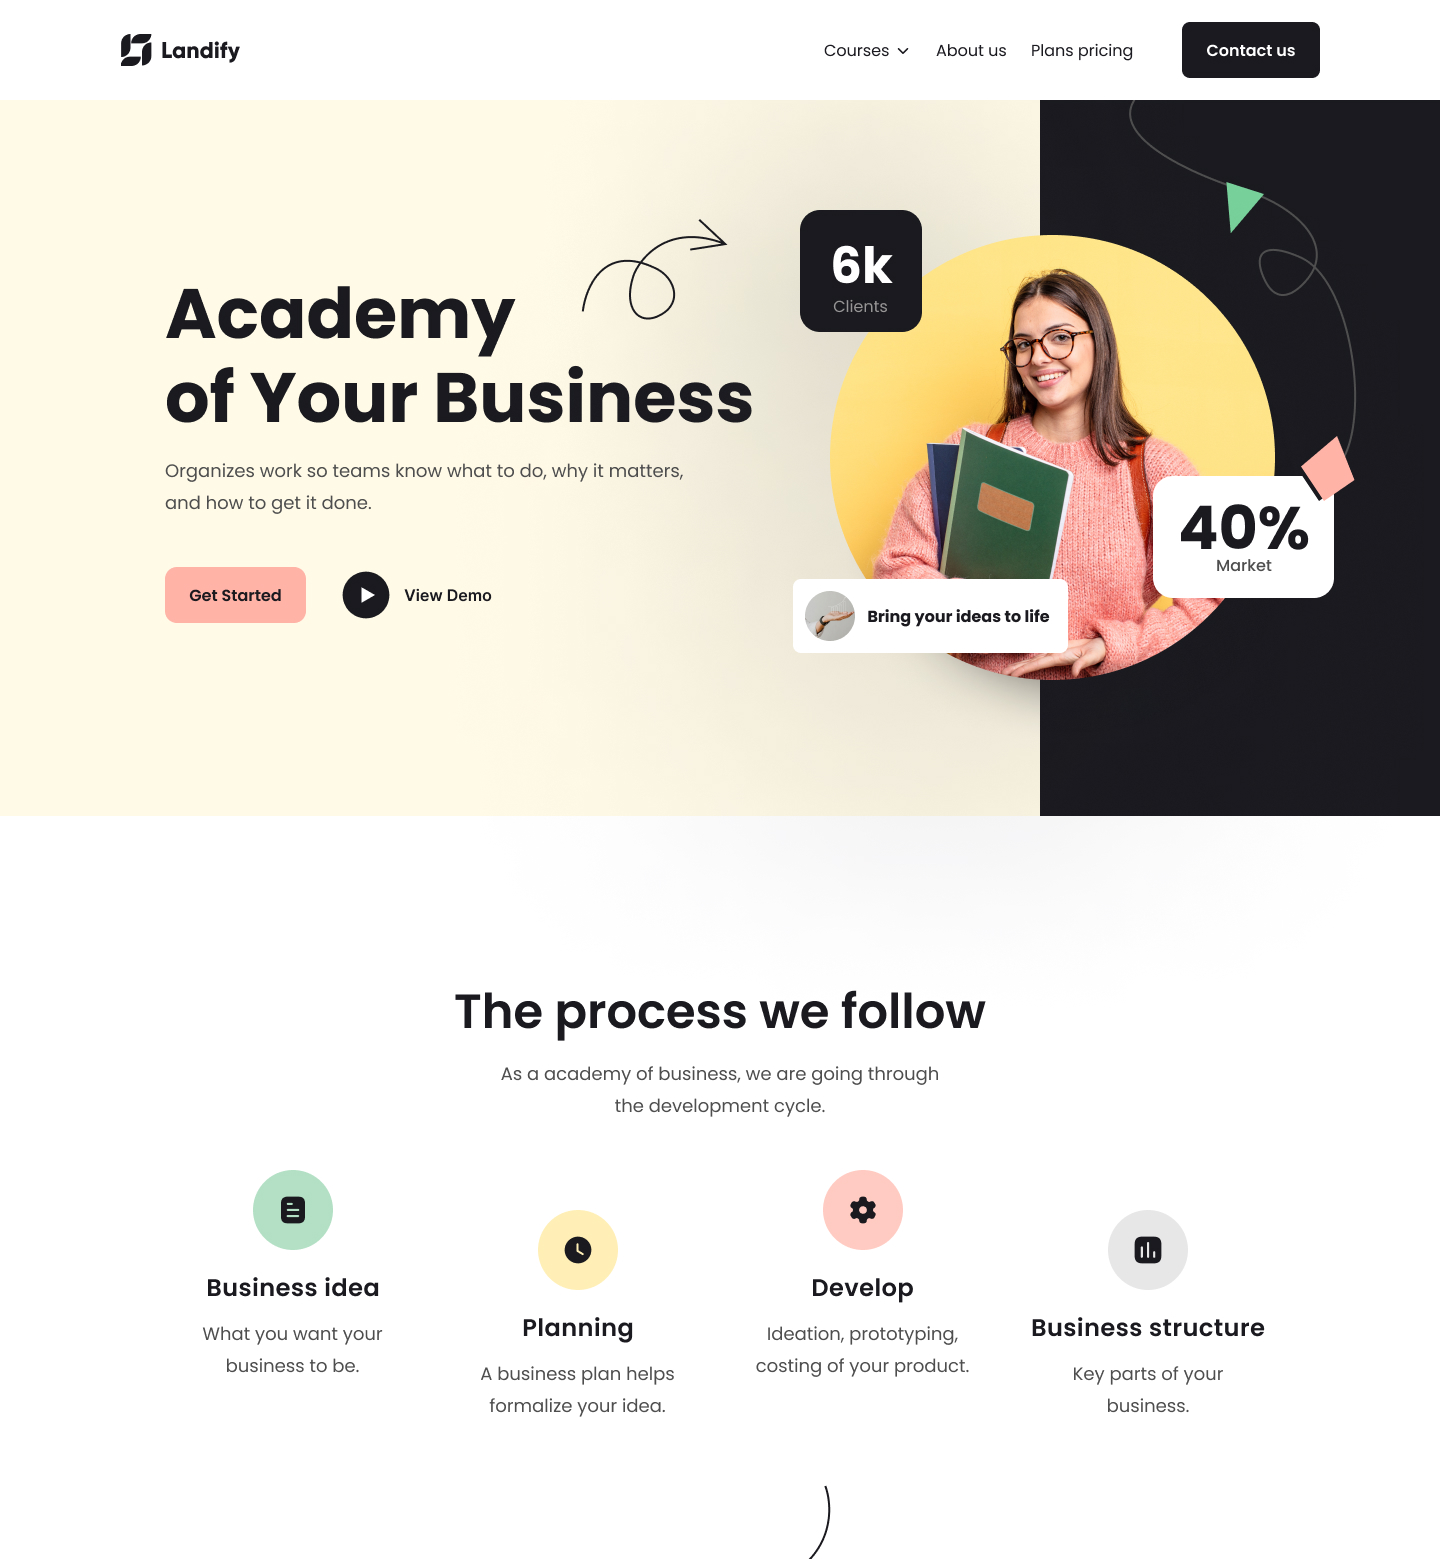 Landify
Courses
About us
Plans pricing
Contact us
Academy
of Your Business
Organizes work so teams know what to do, why it matters,
and how to get it done.
Get Started
View Demo
6k
Clients
40%
Market
Bring your ideas to life
The process we follow
As a academy of business, we are going through
the development cycle.
Business idea
What you want your
business to be.
Planning
A business plan helps
formalize your idea.
Develop
Ideation, prototyping,
costing of your product.
Business structure
Key parts of your
business.